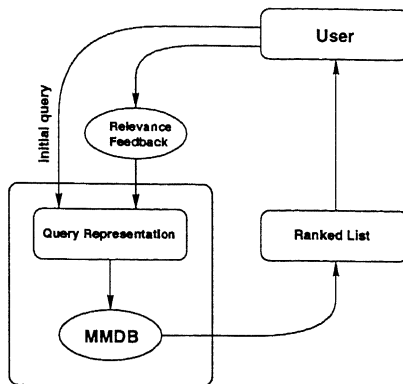 User
Initial query
Relevance
Feedback
Query Representation
Ranked List
MMDB